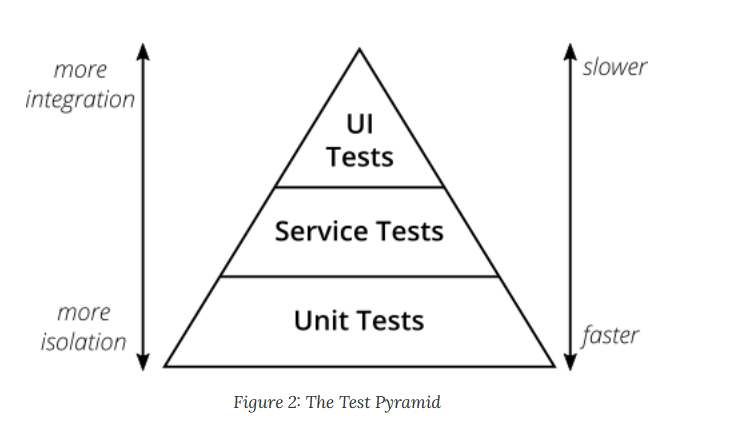 more
integration
slower
UI
Tests
Service Tests
more
isolation
Unit Tests
faster
Figure 2: The Test Pyramid